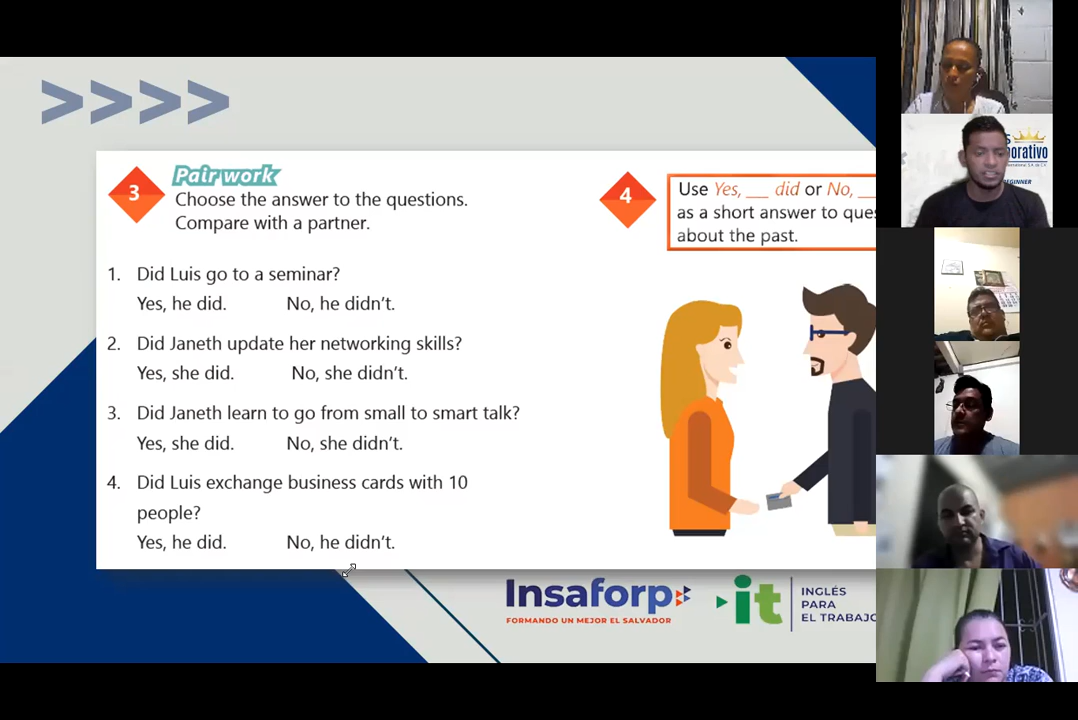 >>>>
3
Pair work
Choose the answer to the questions.
Compare with a partner.
1. Did Luis go to a seminar?
Yes, he did. No, he didn't.
2. Did Janeth update her networking skills?
Yes, she did. No, she didn't.
3. Did Janeth learn to go from small to smart talk?
Yes, she did. No, she didn't.
4. Did Luis exchange business cards with 10
people?
Yes, he did. No, he didn't.
4
Use Yes, ___ did or No, __
as a short answer to ques
about the past.
Insaforp
FORMANDO UN MEJOR EL SALVADOR
it
INGLÉS
PARA
EL TRABAJO
orativo